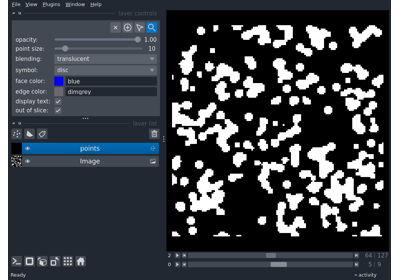 File View Plugins Window Help
layer controls
opacity: 1.00
point size: 10
blending: translucent
symbol: disc
face color: blue
edge color: dimgrey
display text: ✓
out of slice: ✓
layer list
points
Image
2 64 127
0 5 9
Ready activity